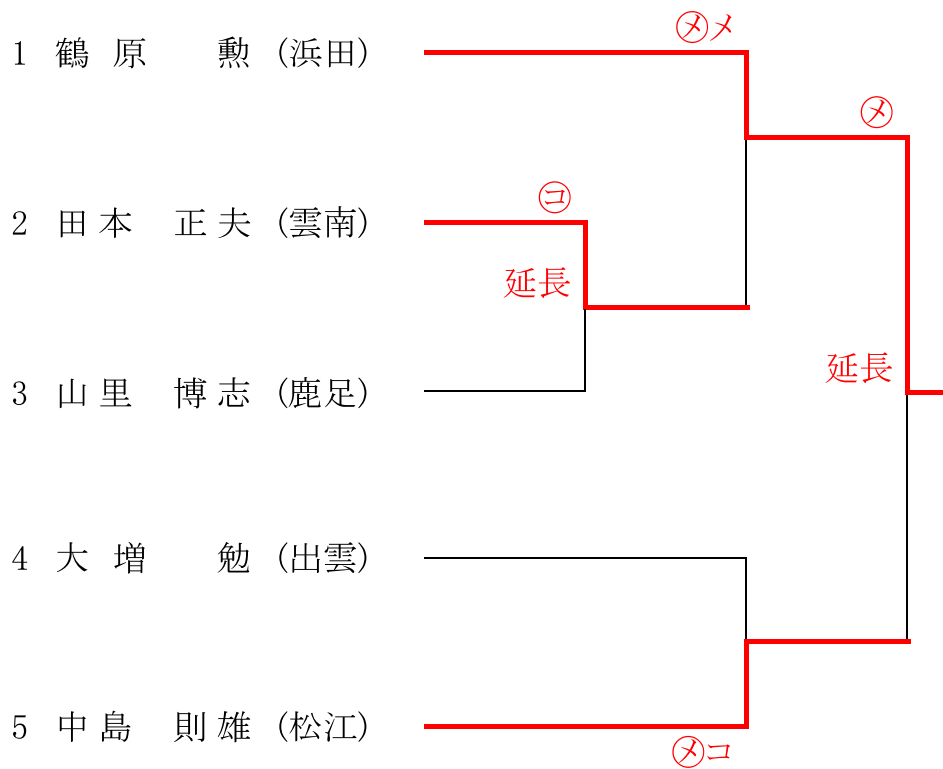 ㋱メ
1 鶴原 勲 (浜田)
㋱
㋙
2 田本 正夫 (雲南)
延長
延長
3 山里 博志 (鹿足)
4 大増 勉 (出雲)
5 中島 則雄 (松江)
㋱コ